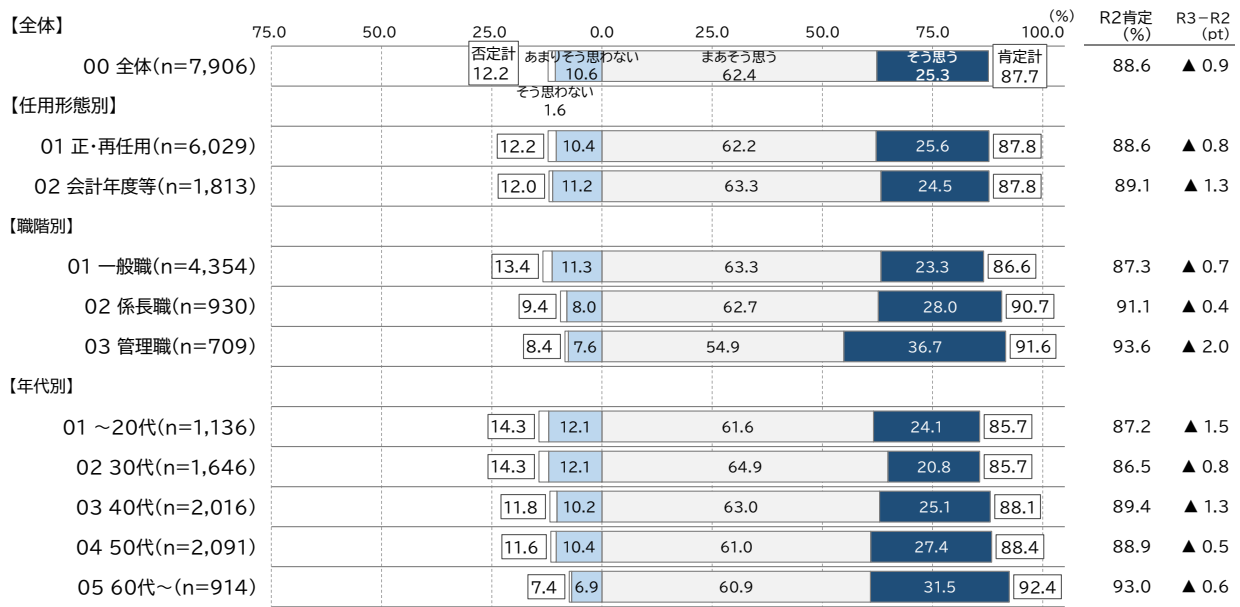 【全体】
75.0 50.0 25.0 0.0 25.0 50.0 75.0 100.0 (%) R2肯定(%) R3－R2(pt)
00 全体(n=7,906) 否定計 12.2 あまりそう思わない 10.6 まあそう思う 62.4 そう思う 25.3 肯定計 87.7 88.6 ▲ 0.9
そう思わない 1.6
【任用形態別】
01 正・再任用(n=6,029) 12.2 10.4 62.2 25.6 87.8 88.6 ▲ 0.8
02 会計年度等(n=1,813) 12.0 11.2 63.3 24.5 87.8 89.1 ▲ 1.3
【職階別】
01 一般職(n=4,354) 13.4 11.3 63.3 23.3 86.6 87.3 ▲ 0.7
02 係長職(n=930) 9.4 8.0 62.7 28.0 90.7 91.1 ▲ 0.4
03 管理職(n=709) 8.4 7.6 54.9 36.7 91.6 93.6 ▲ 2.0
【年代別】
01 ～20代(n=1,136) 14.3 12.1 61.6 24.1 85.7 87.2 ▲ 1.5
02 30代(n=1,646) 14.3 12.1 64.9 20.8 85.7 86.5 ▲ 0.8
03 40代(n=2,016) 11.8 10.2 63.0 25.1 88.1 89.4 ▲ 1.3
04 50代(n=2,091) 11.6 10.4 61.0 27.4 88.4 88.9 ▲ 0.5
05 60代～(n=914) 7.4 6.9 60.9 31.5 92.4 93.0 ▲ 0.6